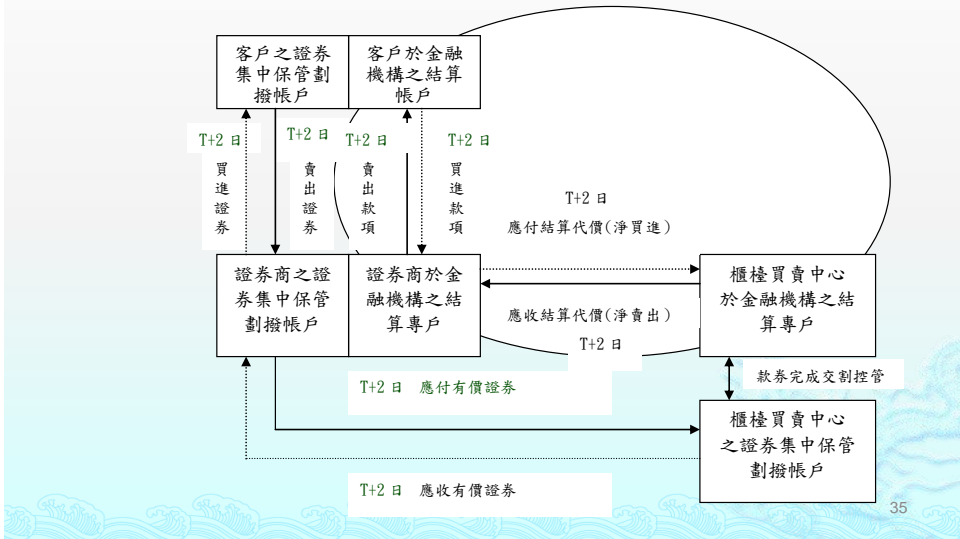 客戶之證券
集中保管劃
撥帳戶
客戶於金融
機構之結算
帳戶
T+2 日
T+2 日
T+2 日
T+2 日
買進證券
賣出證券
賣出款項
買進款項
T+2 日
應付結算代價(淨買進)
證券商之證
券集中保管
劃撥帳戶
證券商於金
融機構之結
算專戶
櫃檯買賣中心
於金融機構之結
算專戶
應收結算代價(淨賣出)
T+2 日
T+2 日 應付有價證券
款券完成交割控管
櫃檯買賣中心
之證券集中保管
劃撥帳戶
T+2 日 應收有價證券
35